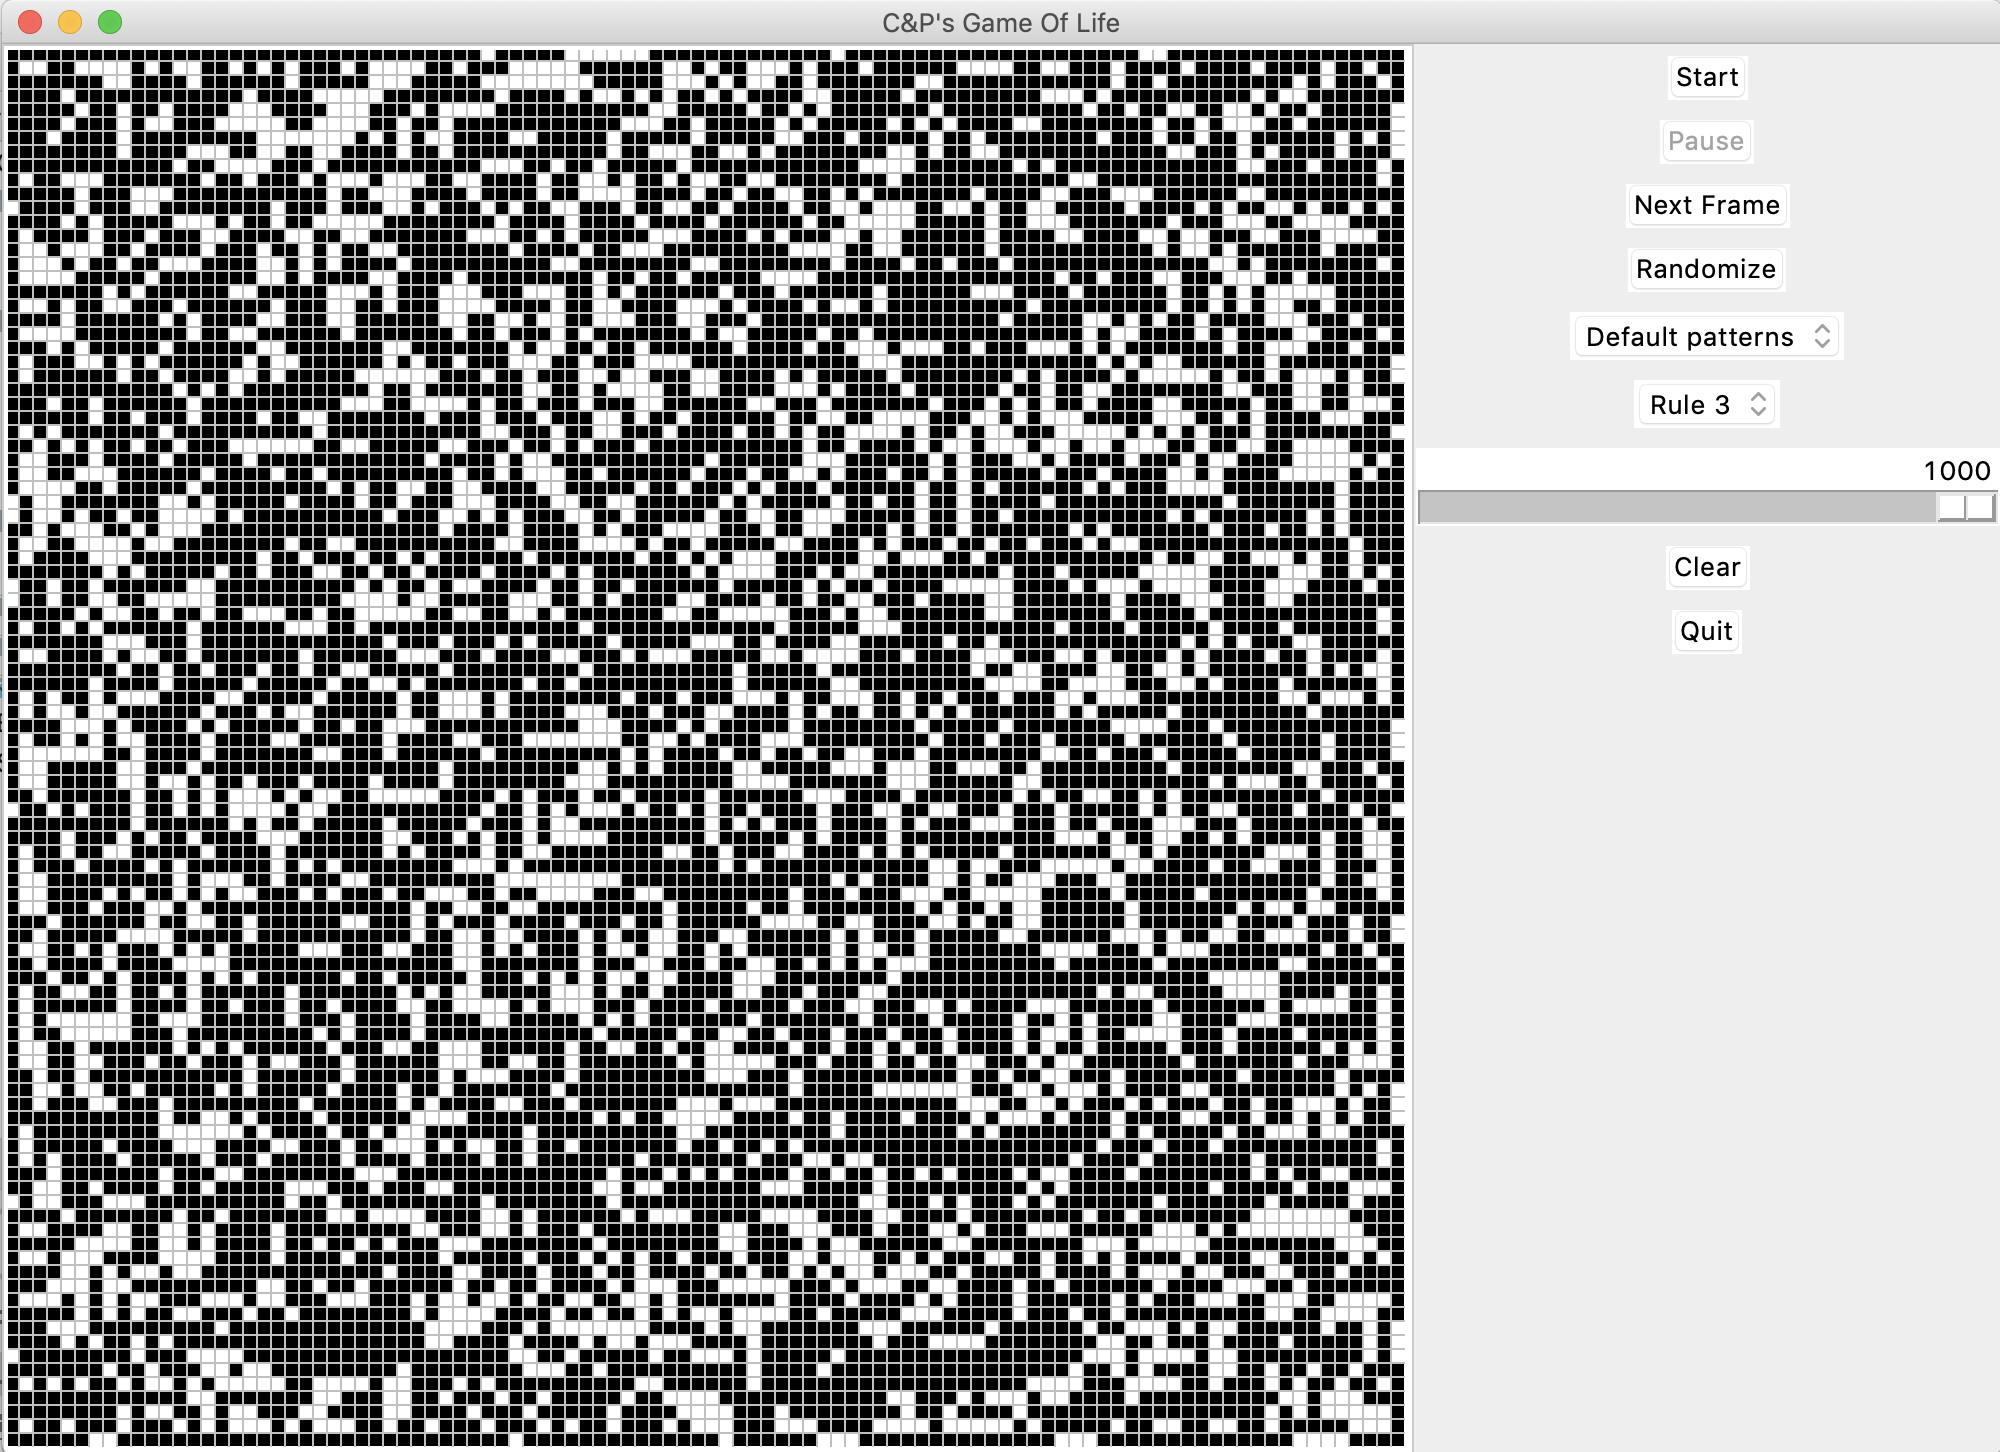 C&P's Game Of Life
Start
Pause
Next Frame
Randomize
Default patterns
Rule 3
1000
Clear
Quit